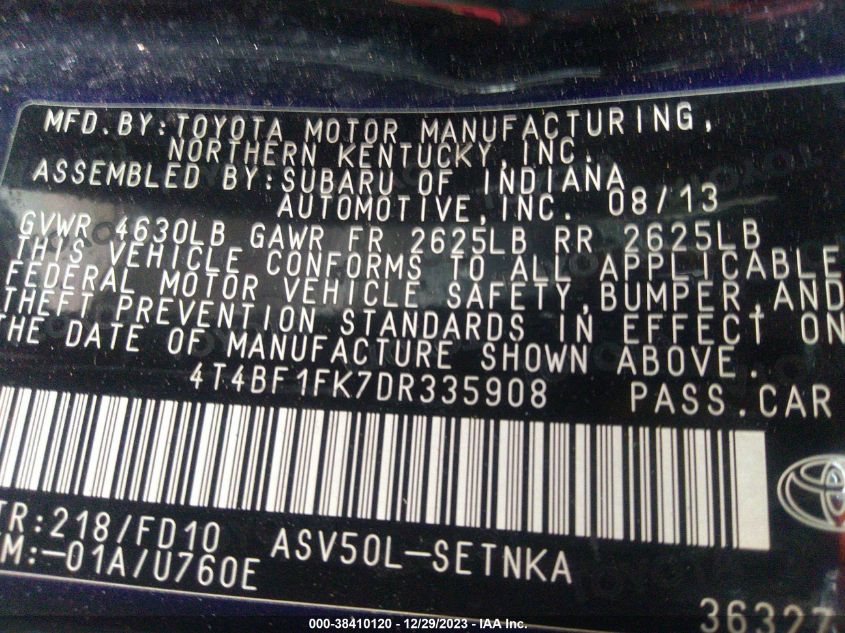 MFD.BY:TOYOTA MOTOR MANUFACTURING,
NORTHERN KENTUCKY,INC.
ASSEMBLED BY:SUBARU OF INDIANA
AUTOMOTIVE,INC. 08/13
GVWR 4630LB GAWR FR 2625LB RR 2625LB
THIS VEHICLE CONFORMS TO ALL APPLICABLE
FEDERAL MOTOR VEHICLE SAFETY,BUMPER,AND
THEFT PREVENTION STANDARDS IN EFFECT ON
THE DATE OF MANUFACTURE SHOWN ABOVE.
4T4BF1FK7DR335908 PASS.CAR
TR:218/FD10 ASV50L-SETNKA
M:-01A/U760E
36327
000-38410120 - 12/29/2023 - IAA Inc.